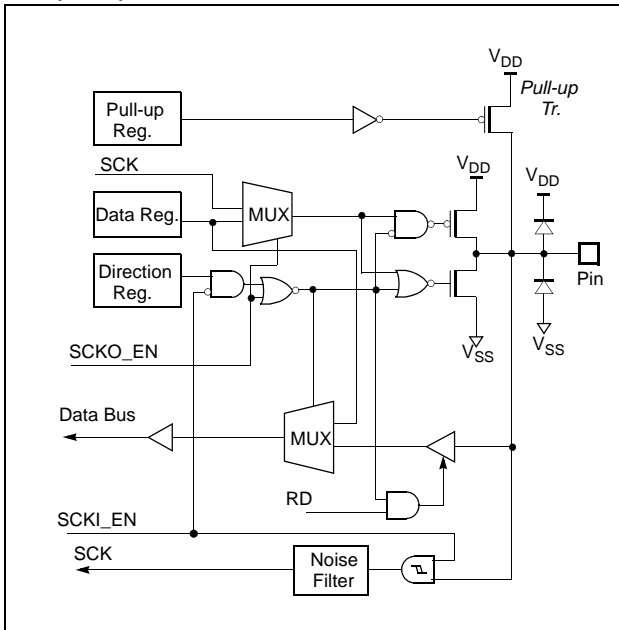 VDD
Pull-up
Tr.
Pull-up
Reg.
SCK
VDD
VDD
Data Reg.
MUX
Direction
Reg.
Pin
SCKO_EN
VSS
VSS
Data Bus
MUX
RD
SCKI_EN
SCK
Noise
Filter